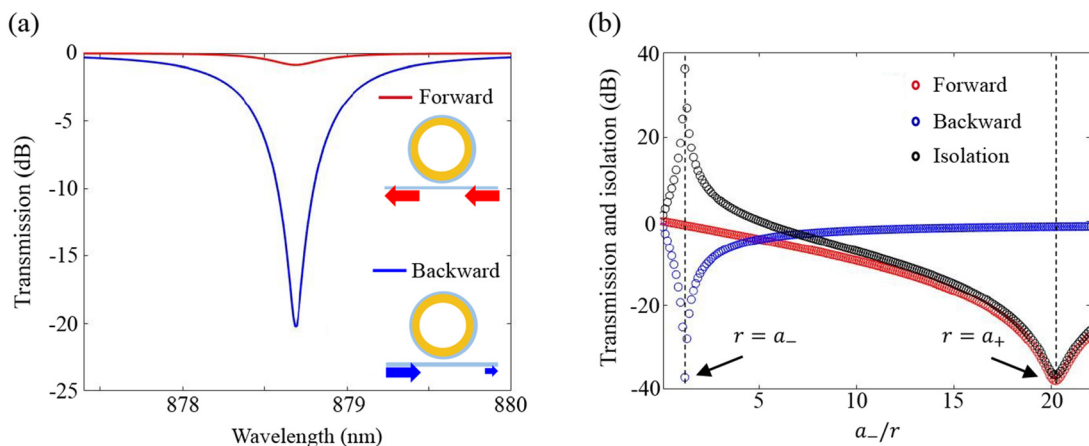 (a)
Transmission (dB)
0
-5
-10
-15
-20
-25
878
879
880
Wavelength (nm)
Forward
Backward
(b)
Transmission and isolation (dB)
40
20
0
-20
-40
5
10
15
20
a₋/r
Forward
Backward
Isolation
r = a₋
r = a₊